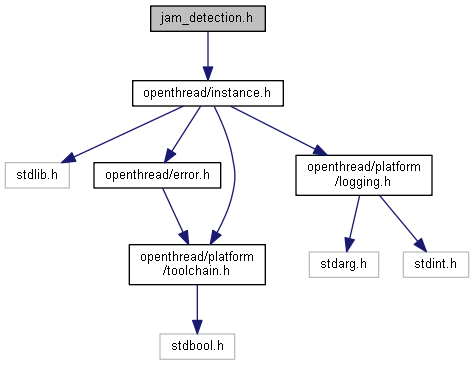 jam_detection.h
openthread/instance.h
stdlib.h
openthread/error.h
openthread/platform
/logging.h
openthread/platform
/toolchain.h
stdarg.h
stdint.h
stdbool.h